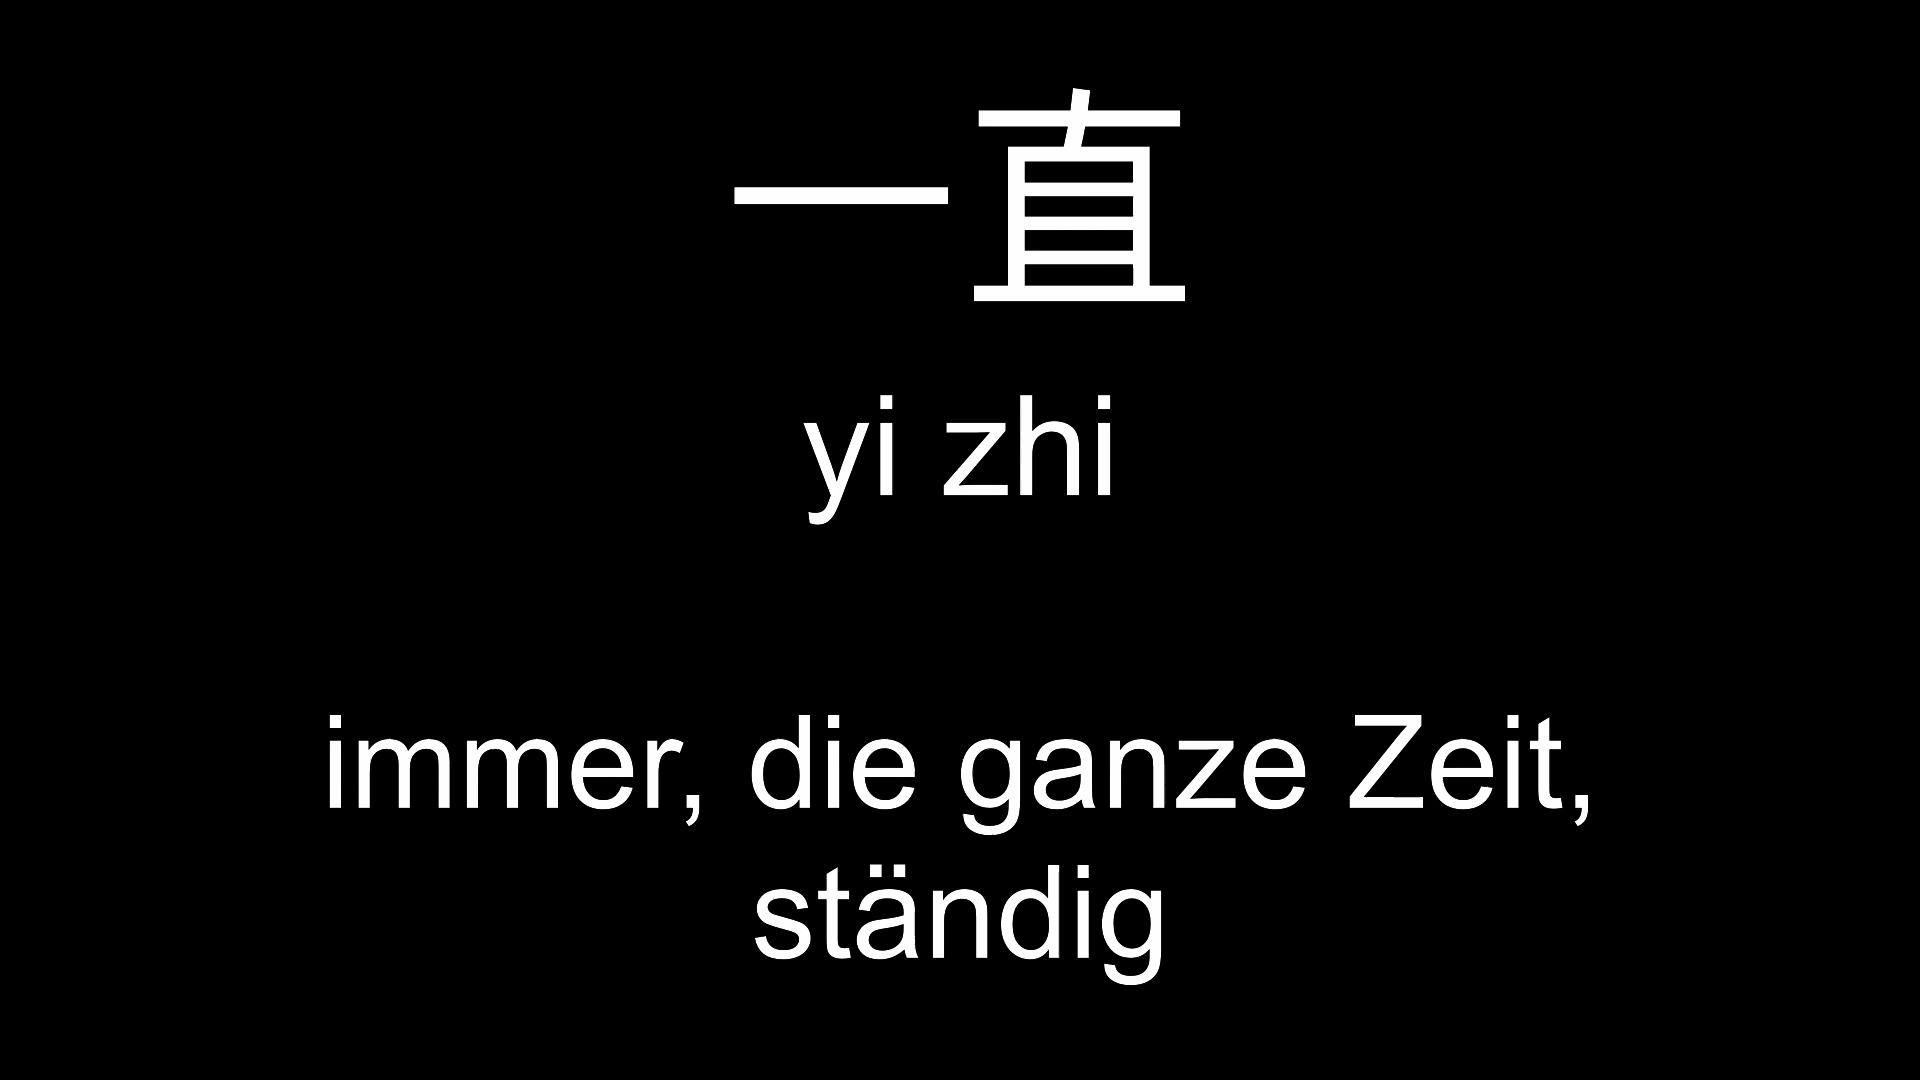 一直
yi zhi
immer, die ganze Zeit,
ständig